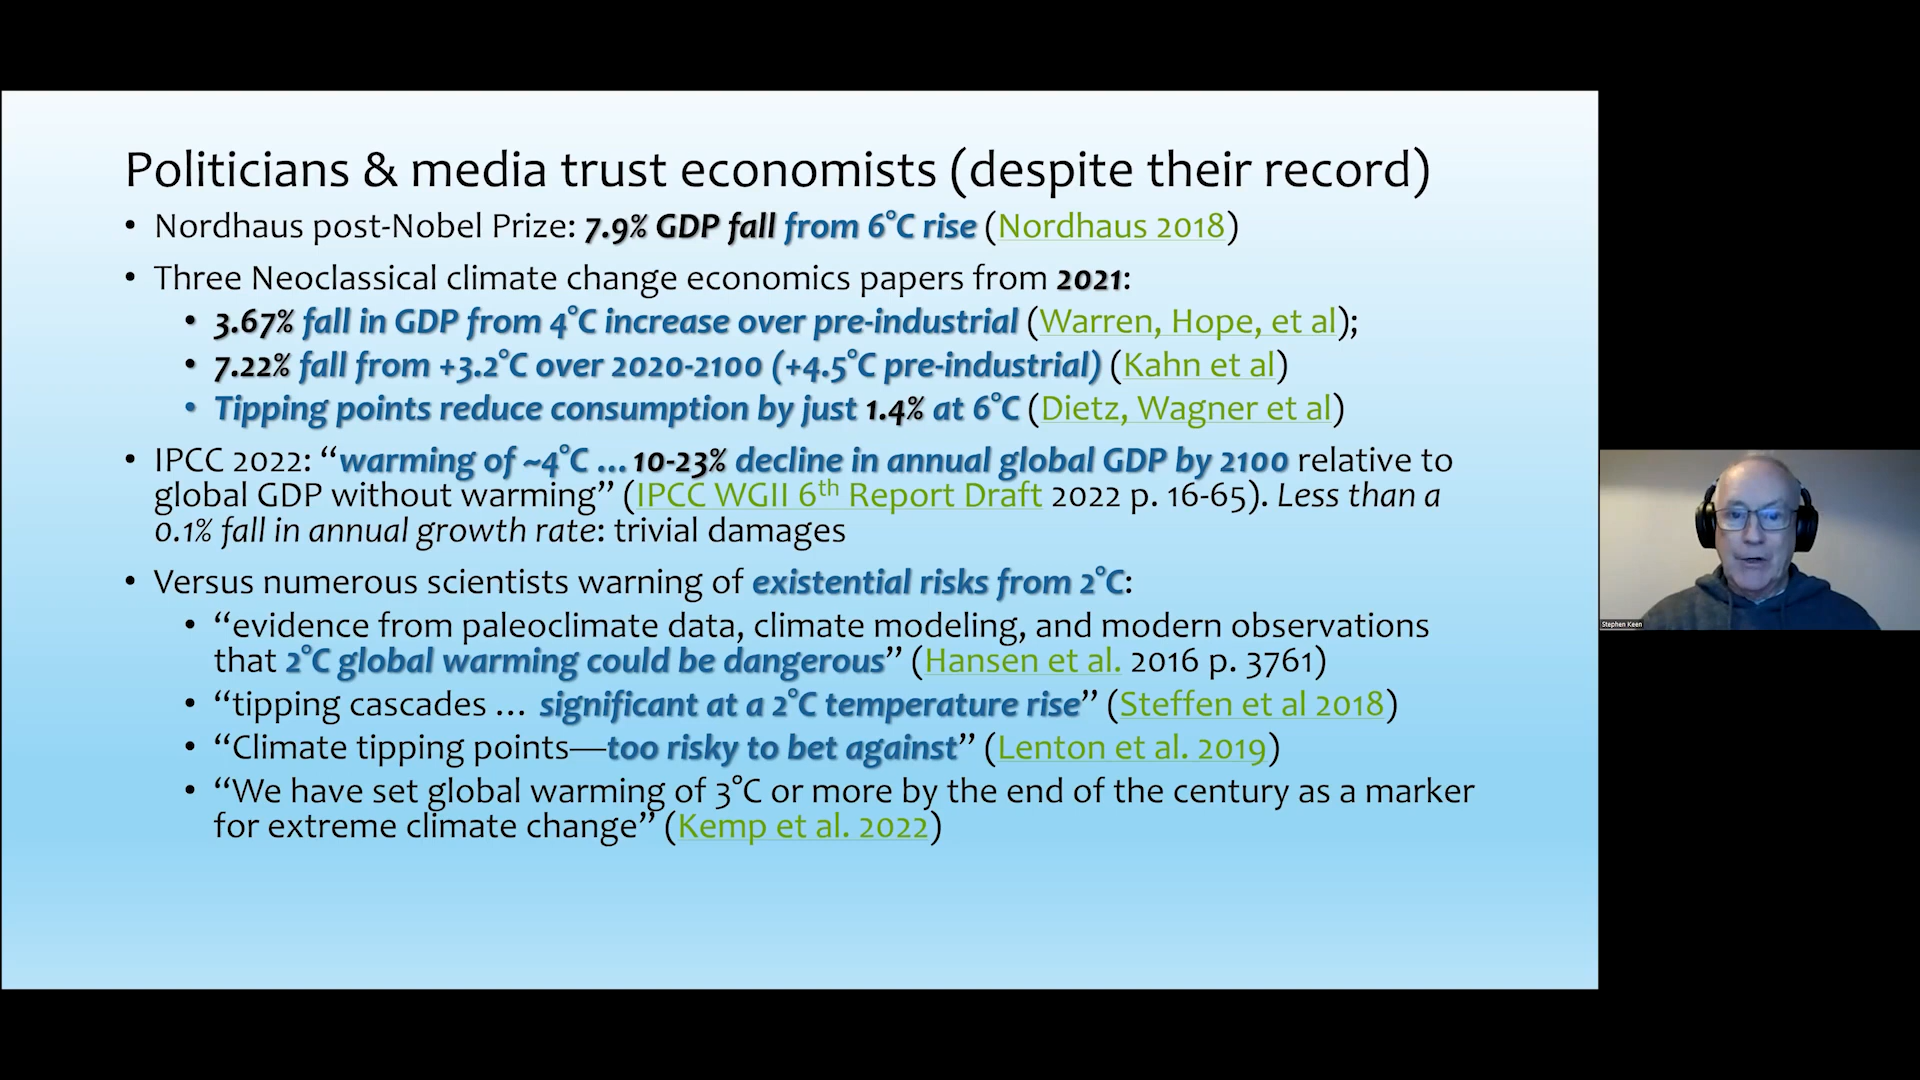 Politicians & media trust economists (despite their record)
• Nordhaus post-Nobel Prize: 7.9% GDP fall from 6°C rise (Nordhaus 2018)
• Three Neoclassical climate change economics papers from 2021:
• 3.67% fall in GDP from 4°C increase over pre-industrial (Warren, Hope, et al);
• 7.22% fall from +3.2°C over 2020-2100 (+4.5°C pre-industrial) (Kahn et al)
• Tipping points reduce consumption by just 1.4% at 6°C (Dietz, Wagner et al)
• IPCC 2022: “warming of ~4°C ... 10-23% decline in annual global GDP by 2100 relative to
global GDP without warming” (IPCC WGII 6th Report Draft 2022 p. 16-65). Less than a
0.1% fall in annual growth rate: trivial damages
• Versus numerous scientists warning of existential risks from 2°C:
• “evidence from paleoclimate data, climate modeling, and modern observations
that 2°C global warming could be dangerous” (Hansen et al. 2016 p. 3761)
• “tipping cascades ... significant at a 2°C temperature rise” (Steffen et al 2018)
• “Climate tipping points—too risky to bet against” (Lenton et al. 2019)
• “We have set global warming of 3°C or more by the end of the century as a marker
for extreme climate change” (Kemp et al. 2022)
Stephen Keen